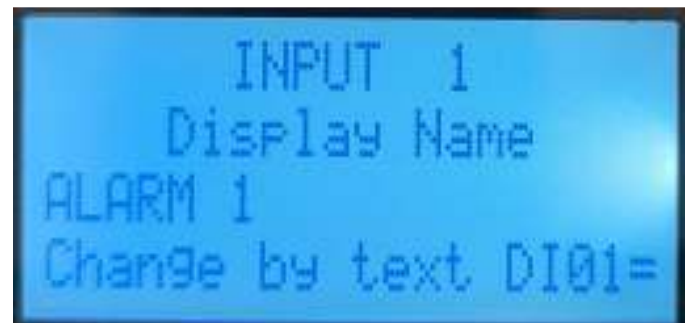 INPUT 1
Display Name
ALARM 1
Change by text DI01=